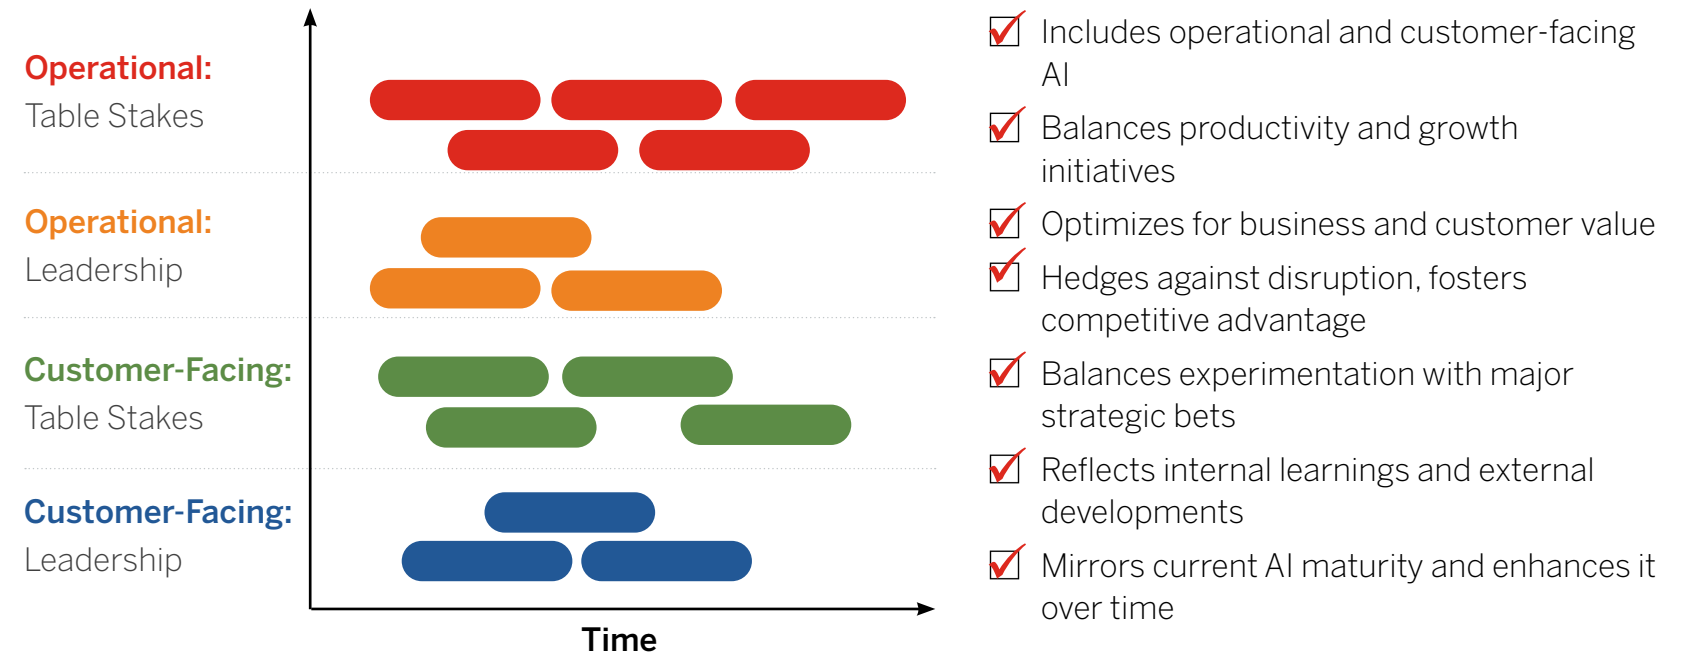 Operational:
Table Stakes
Operational:
Leadership
Customer-Facing:
Table Stakes
Customer-Facing:
Leadership
Time
Includes operational and customer-facing
AI
Balances productivity and growth
initiatives
Optimizes for business and customer value
Hedges against disruption, fosters
competitive advantage
Balances experimentation with major
strategic bets
Reflects internal learnings and external
developments
Mirrors current AI maturity and enhances it
over time